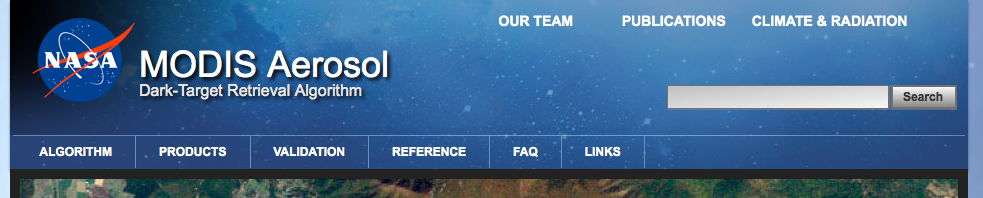 OUR TEAM PUBLICATIONS CLIMATE & RADIATION
NASA
MODIS Aerosol
Dark-Target Retrieval Algorithm
Search
ALGORITHM PRODUCTS VALIDATION REFERENCE FAQ LINKS